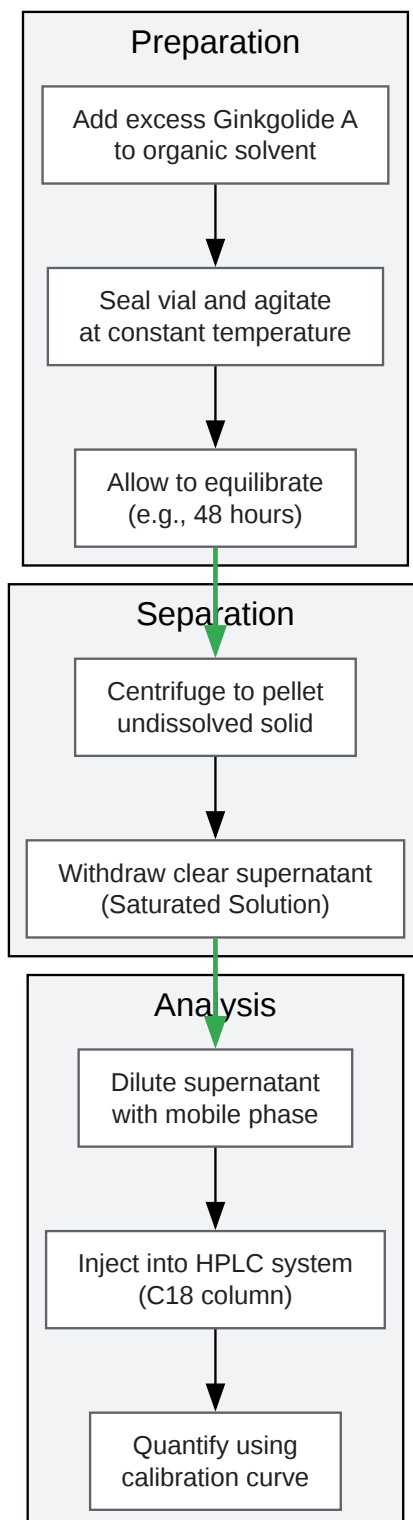 Preparation
Add excess Ginkgolide A
to organic solvent
Seal vial and agitate
at constant temperature
Allow to equilibrate
(e.g., 48 hours)
Separation
Centrifuge to pellet
undissolved solid
Withdraw clear supernatant
(Saturated Solution)
Analysis
Dilute supernatant
with mobile phase
Inject into HPLC system
(C18 column)
Quantify using
calibration curve